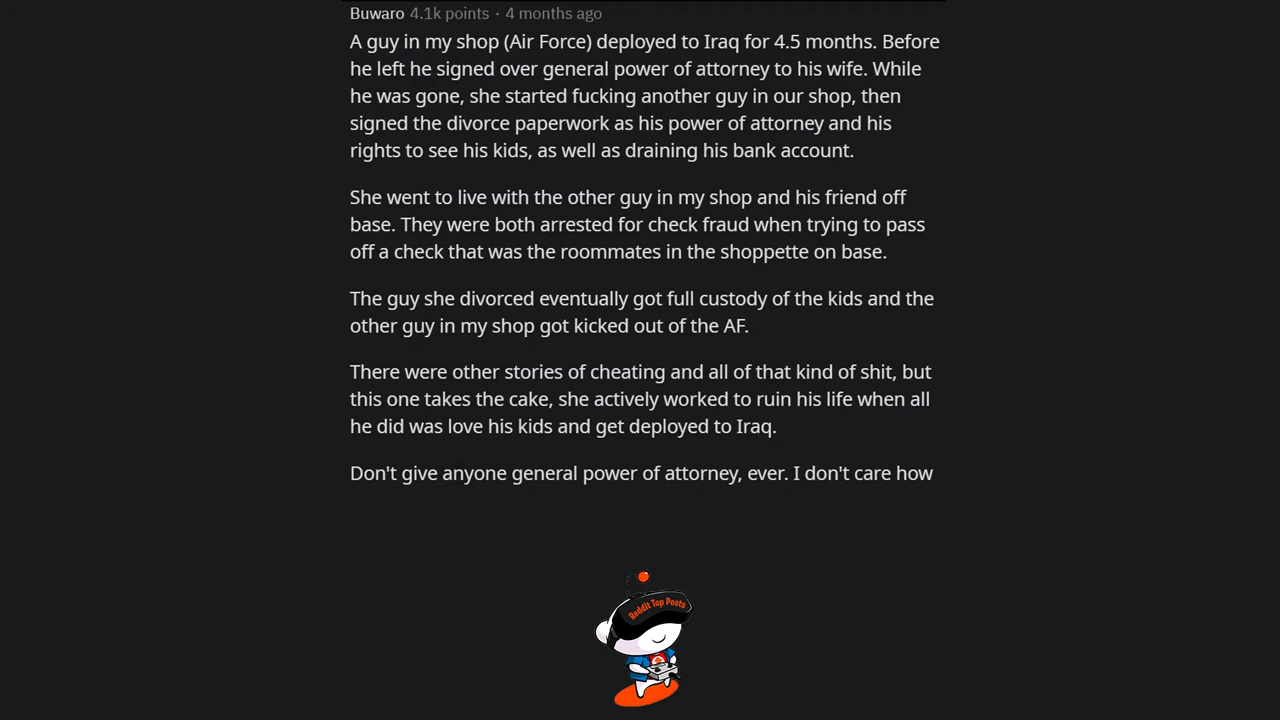 Buwaro 4.1k points · 4 months ago
A guy in my shop (Air Force) deployed to Iraq for 4.5 months. Before
he left he signed over general power of attorney to his wife. While
he was gone, she started fucking another guy in our shop, then
signed the divorce paperwork as his power of attorney and his
rights to see his kids, as well as draining his bank account.
She went to live with the other guy in my shop and his friend off
base. They were both arrested for check fraud when trying to pass
off a check that was the roommates in the shoppette on base.
The guy she divorced eventually got full custody of the kids and the
other guy in my shop got kicked out of the AF.
There were other stories of cheating and all of that kind of shit, but
this one takes the cake, she actively worked to ruin his life when all
he did was love his kids and get deployed to Iraq.
Don't give anyone general power of attorney, ever. I don't care how
Reddit Top Posts